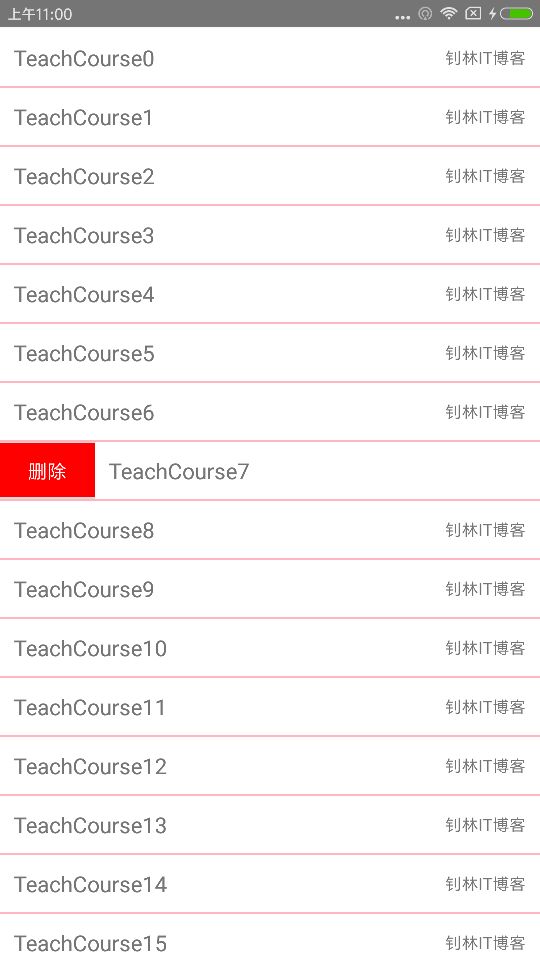 上午11:00
TeachCourse0 钊林IT博客
TeachCourse1 钊林IT博客
TeachCourse2 钊林IT博客
TeachCourse3 钊林IT博客
TeachCourse4 钊林IT博客
TeachCourse5 钊林IT博客
TeachCourse6 钊林IT博客
删除 TeachCourse7
TeachCourse8 钊林IT博客
TeachCourse9 钊林IT博客
TeachCourse10 钊林IT博客
TeachCourse11 钊林IT博客
TeachCourse12 钊林IT博客
TeachCourse13 钊林IT博客
TeachCourse14 钊林IT博客
TeachCourse15 钊林IT博客